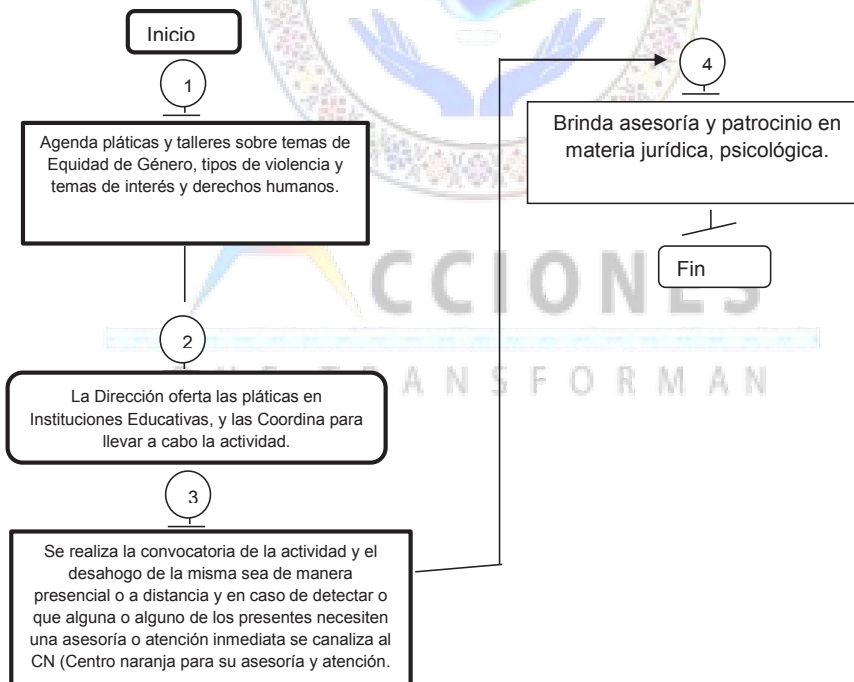 Inicio
1
Agenda pláticas y talleres sobre temas de
Equidad de Género, tipos de violencia y
temas de interés y derechos humanos.
2
La Dirección oferta las pláticas en
Instituciones Educativas, y las Coordina para
llevar a cabo la actividad.
3
Se realiza la convocatoria de la actividad y el
desahogo de la misma sea de manera
presencial o a distancia y en caso de detectar o
que alguna o alguno de los presentes necesiten
una asesoría o atención inmediata se canaliza al
CN (Centro naranja para su asesoría y atención.
4
Brinda asesoría y patrocinio en
materia jurídica, psicológica.
Fin
ACCIONES
TRANSFORMAN